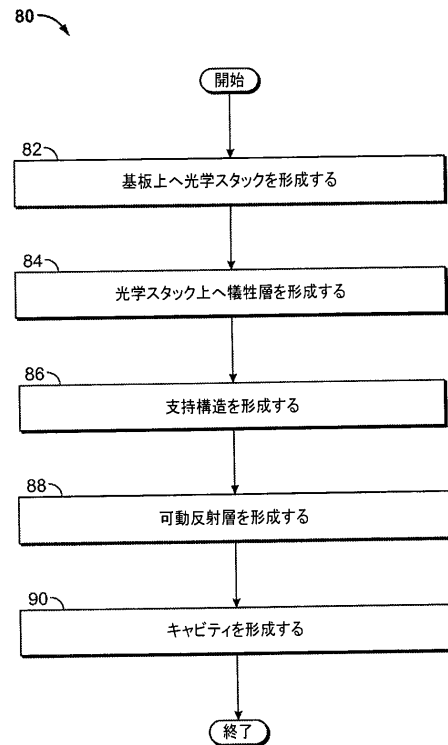 80
開始
82
基板上へ光学スタックを形成する
84
光学スタック上へ犠牲層を形成する
86
支持構造を形成する
88
可動反射層を形成する
90
キャビティを形成する
終了